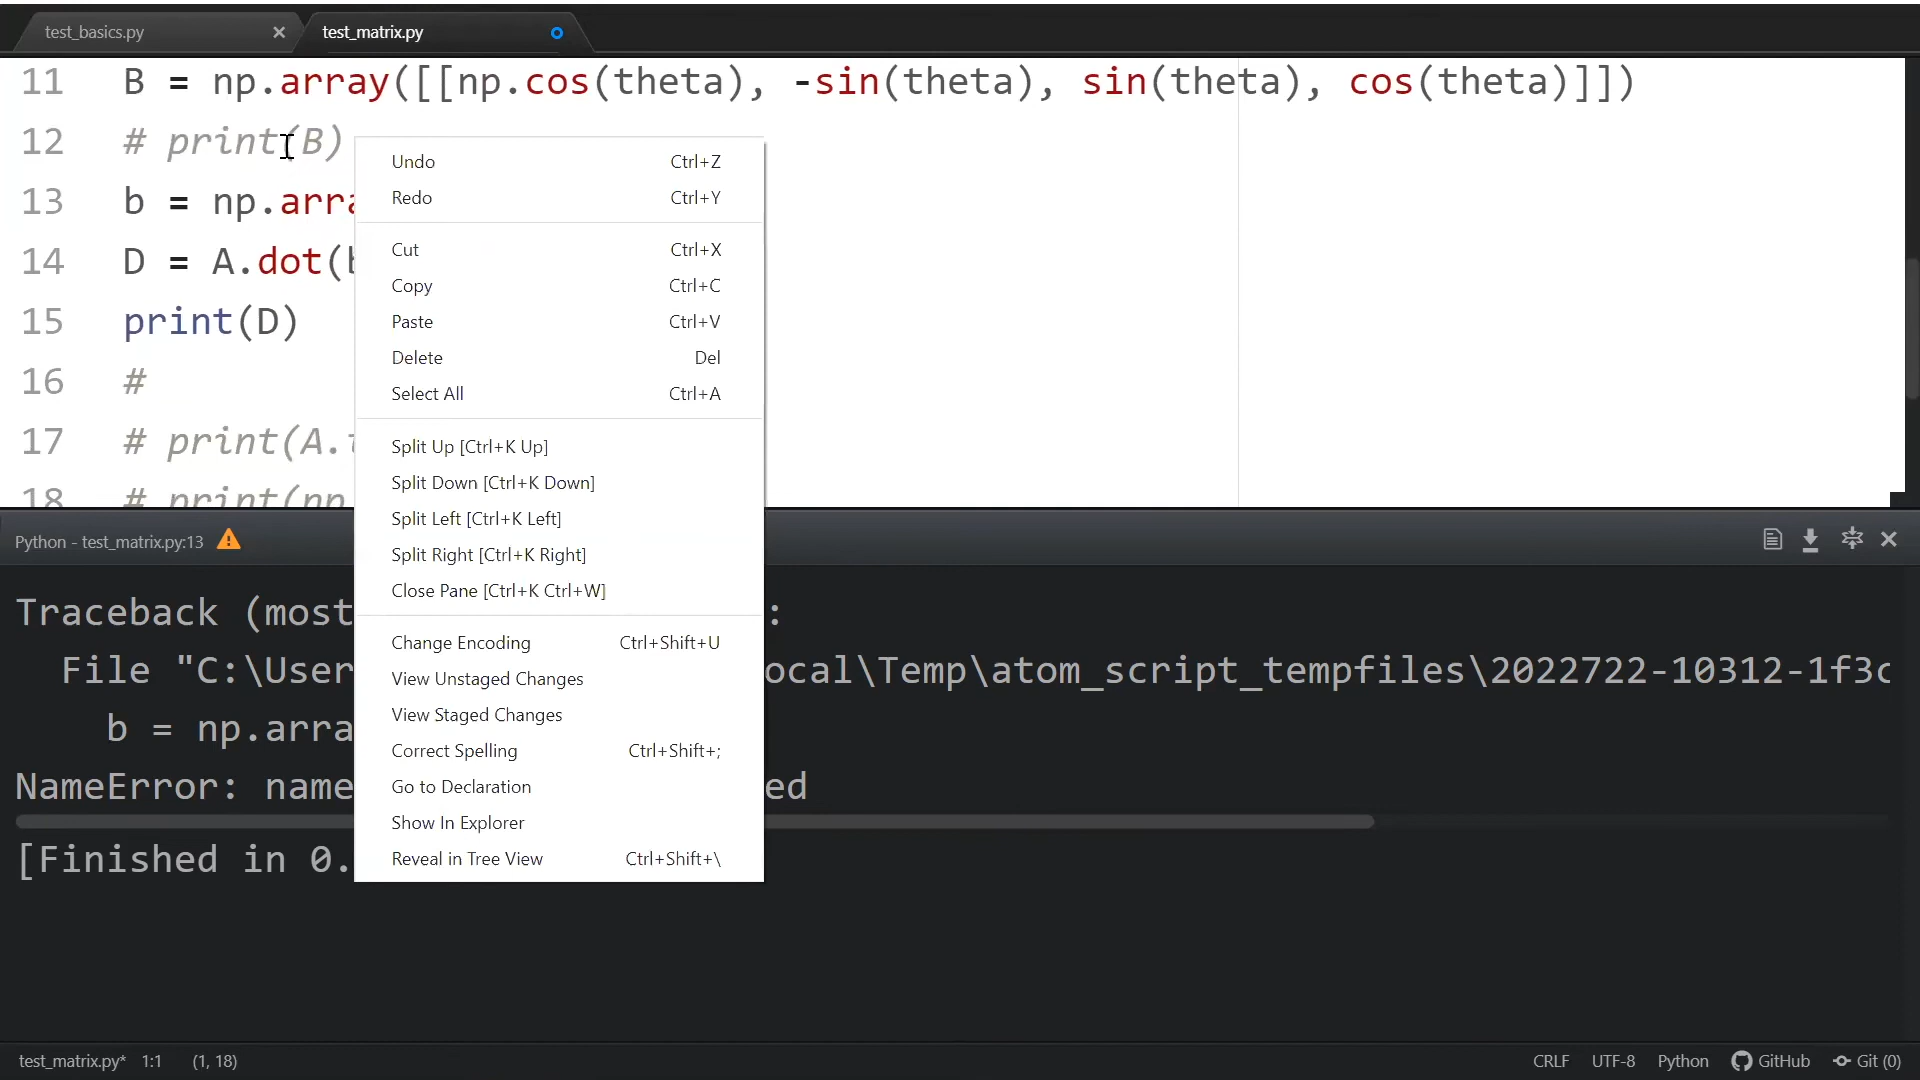 test_basics.py
test_matrix.py
11 B = np.array([[np.cos(theta), -sin(theta), sin(theta), cos(theta)]])
12 # print(B)
13 b = np.arra
14 D = A.dot(b
15 print(D)
16 #
17 # print(A.
18 # print(np.
Undo Ctrl+Z
Redo Ctrl+Y
Cut Ctrl+X
Copy Ctrl+C
Paste Ctrl+V
Delete Del
Select All Ctrl+A
Split Up [Ctrl+K Up]
Split Down [Ctrl+K Down]
Split Left [Ctrl+K Left]
Split Right [Ctrl+K Right]
Close Pane [Ctrl+K Ctrl+W]
Change Encoding Ctrl+Shift+U
View Unstaged Changes
View Staged Changes
Correct Spelling Ctrl+Shift+;
Go to Declaration
Show In Explorer
Reveal in Tree View Ctrl+Shift+\
Python - test_matrix.py:13
Traceback (most :
File "C:\User ocal\Temp\atom_script_tempfiles\2022722-10312-1f3c
b = np.arra
NameError: name ed
[Finished in 0.
test_matrix.py* 1:1 (1, 18)
CRLF UTF-8 Python GitHub Git (0)